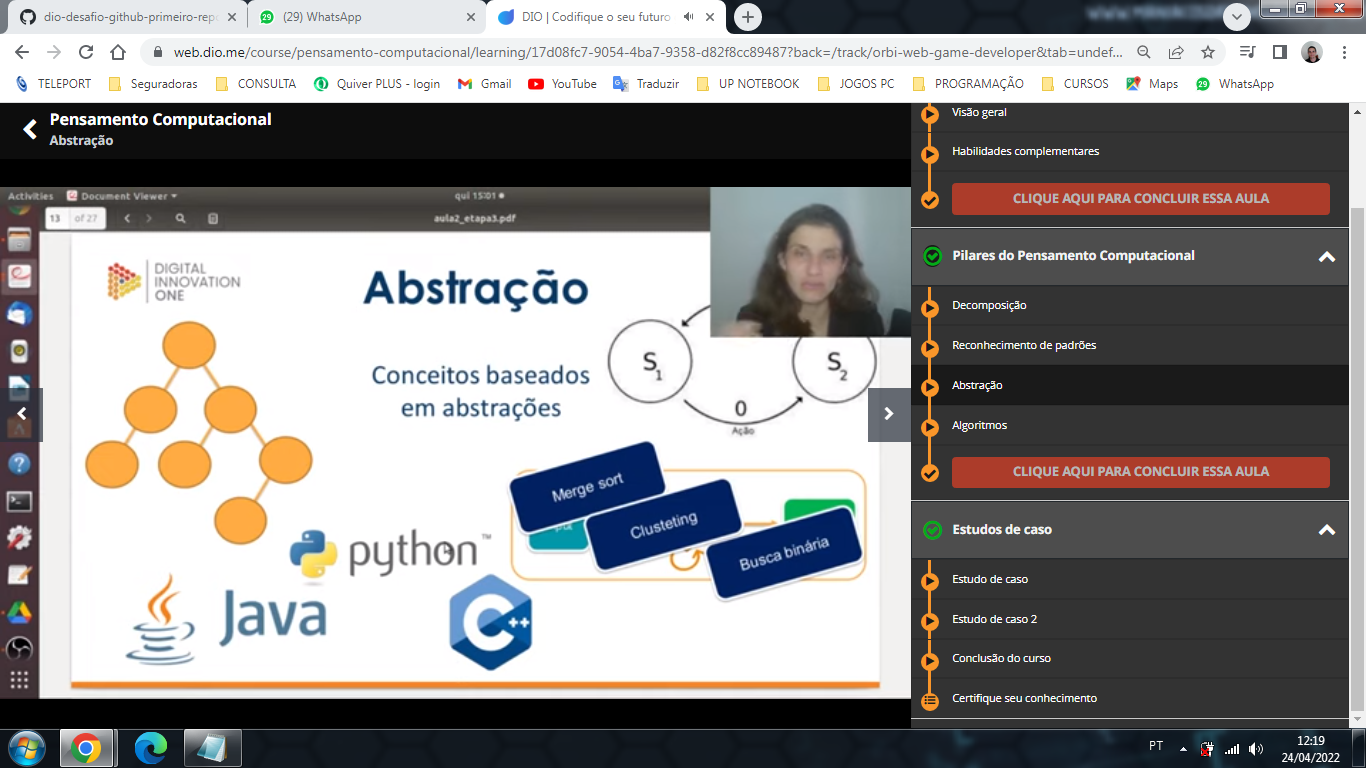 dio-desafio-github-primeiro-repo
(29) WhatsApp
DIO | Codifique o seu futuro
web.dio.me/course/pensamento-computacional/learning/17d08fc7-9054-4ba7-9358-d82f8cc89487?back=/track/orbi-web-game-developer&tab=undef...
TELEPORT
Seguradoras
CONSULTA
Quiver PLUS - login
Gmail
YouTube
Traduzir
UP NOTEBOOK
JOGOS PC
PROGRAMAÇÃO
CURSOS
Maps
29
WhatsApp
Pensamento Computacional
Abstração
Activities
Document Viewer
qui 15:01
13 of 27
aula2_etapa3.pdf
DIGITAL
INNOVATION
ONE
Abstração
Conceitos baseados
em abstrações
S1
S2
0
Ação
Merge sort
Clusteting
Busca binária
python™
Java
C++
Visão geral
Habilidades complementares
CLIQUE AQUI PARA CONCLUIR ESSA AULA
Pilares do Pensamento Computacional
Decomposição
Reconhecimento de padrões
Abstração
Algoritmos
CLIQUE AQUI PARA CONCLUIR ESSA AULA
Estudos de caso
Estudo de caso
Estudo de caso 2
Conclusão do curso
Certifique seu conhecimento
PT
12:19
24/04/2022